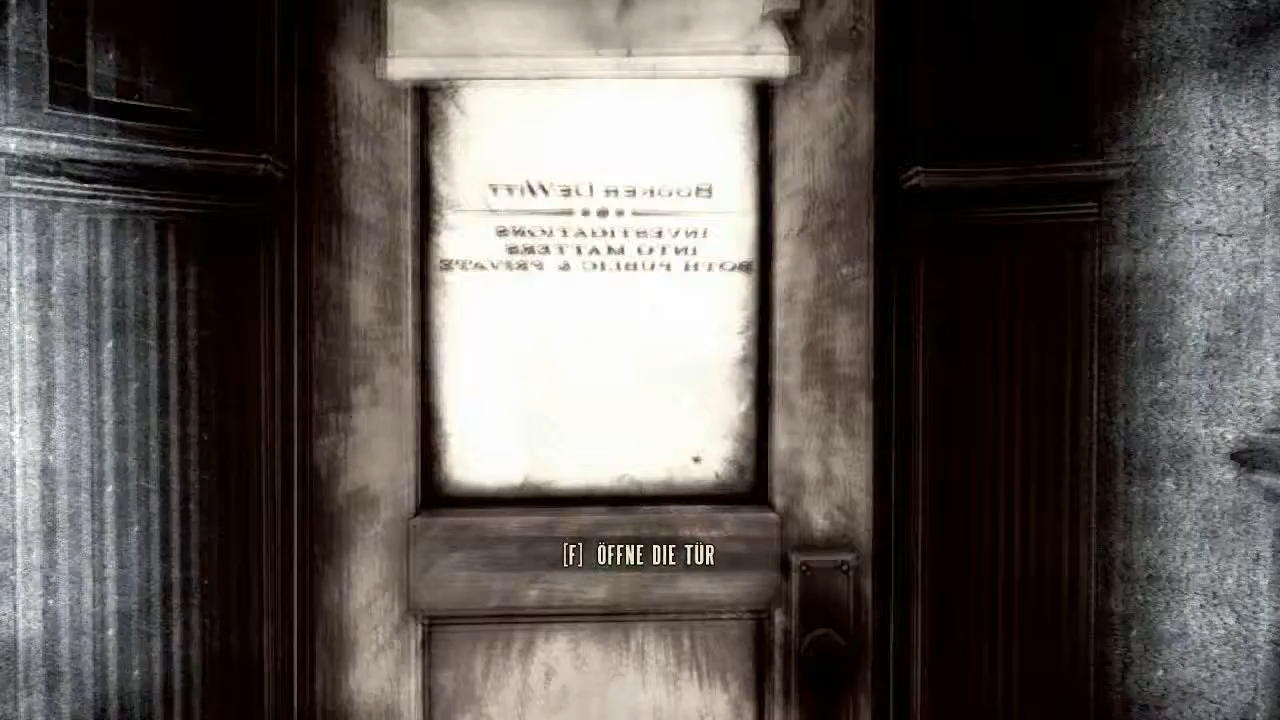 BOOKER DEWITT
INVESTIGATIONS
INTO MATTERS
BOTH PUBLIC & PRIVATE
[F] ÖFFNE DIE TÜR